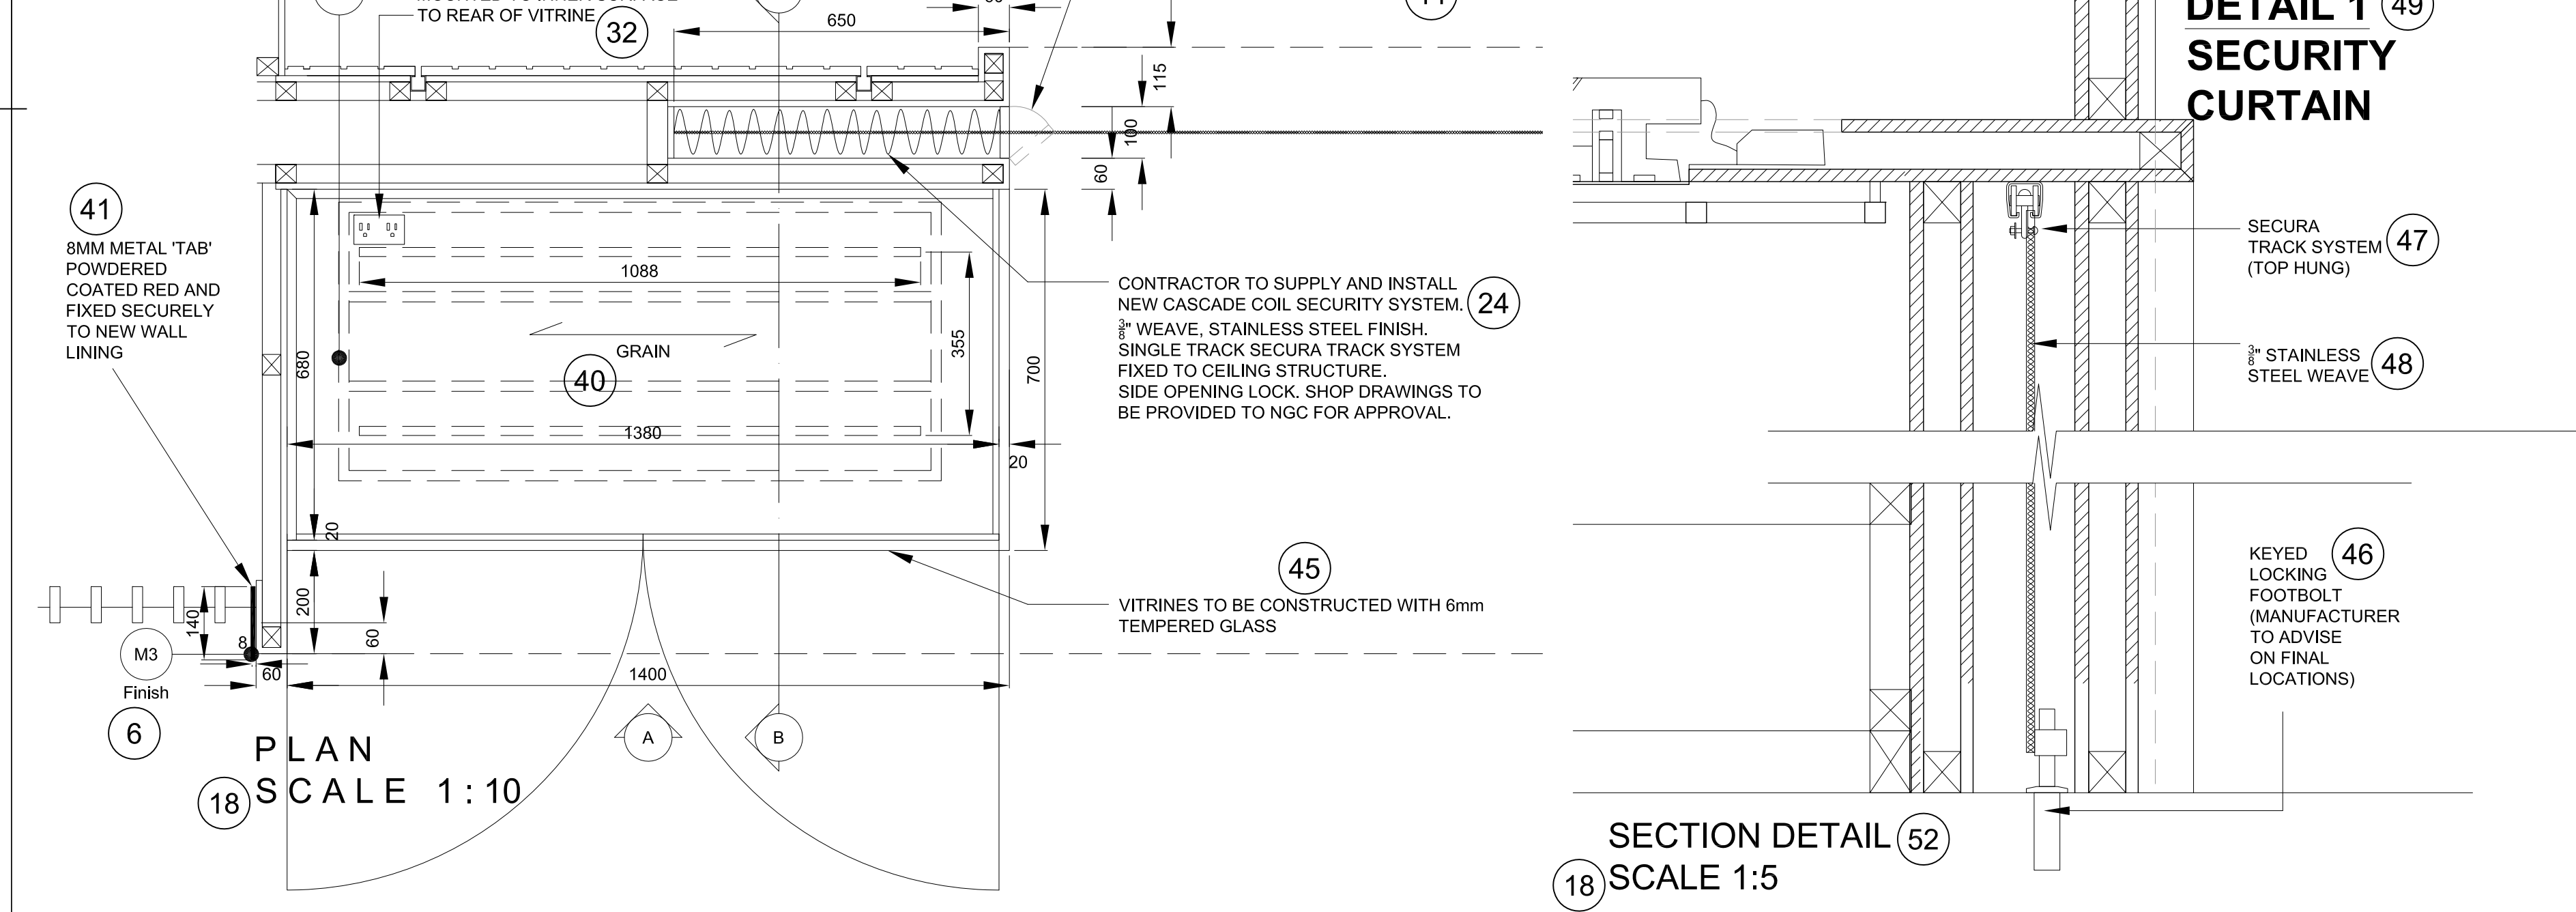 TO REAR OF VITRINE
32
650
DETAIL 1
49
SECURITY
CURTAIN
115
100
60
41
8MM METAL 'TAB'
POWDERED
COATED RED AND
FIXED SECURELY
TO NEW WALL
LINING
1088
680
GRAIN
40
355
700
1380
20
20
CONTRACTOR TO SUPPLY AND INSTALL
NEW CASCADE COIL SECURITY SYSTEM.
24
3/8" WEAVE, STAINLESS STEEL FINISH.
SINGLE TRACK SECURA TRACK SYSTEM
FIXED TO CEILING STRUCTURE.
SIDE OPENING LOCK. SHOP DRAWINGS TO
BE PROVIDED TO NGC FOR APPROVAL.
SECURA
TRACK SYSTEM
(TOP HUNG)
47
3/8" STAINLESS
STEEL WEAVE
48
45
VITRINES TO BE CONSTRUCTED WITH 6mm
TEMPERED GLASS
KEYED
LOCKING
FOOTBOLT
(MANUFACTURER
TO ADVISE
ON FINAL
LOCATIONS)
46
200
140
8
60
60
1400
M3
Finish
6
A
B
PLAN
SCALE 1:10
18
SECTION DETAIL
52
SCALE 1:5
18